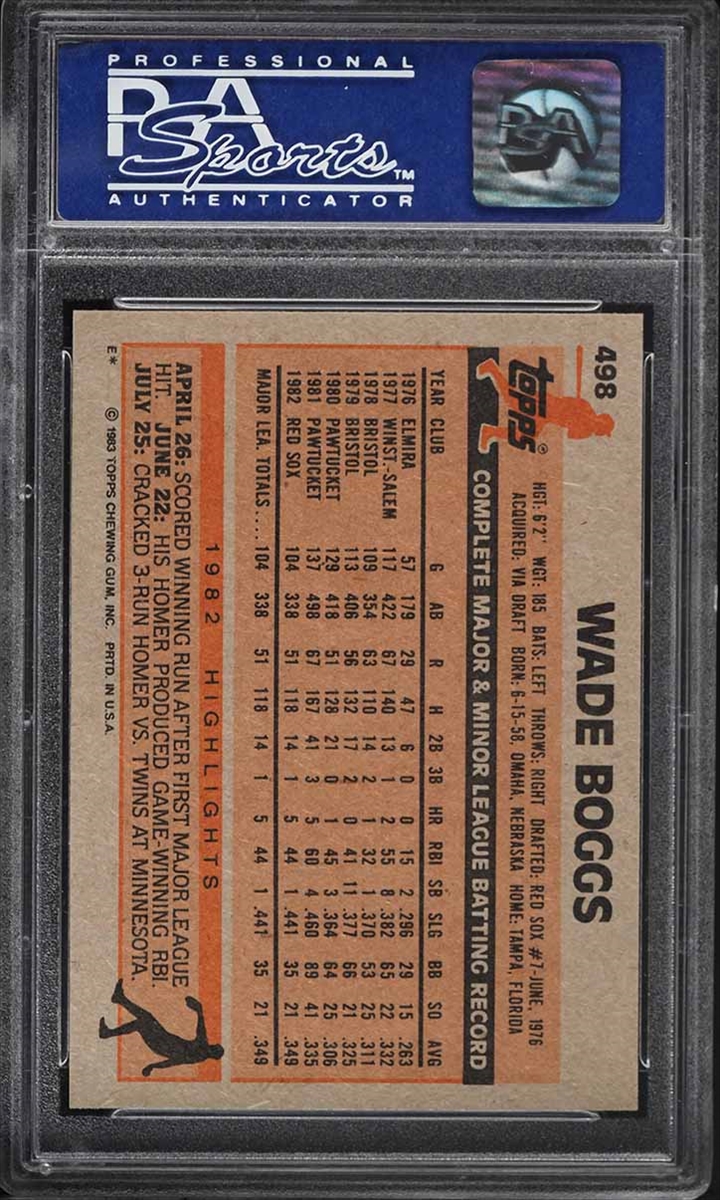 PROFESSIONAL
PSA
Sports™
AUTHENTICATOR
PSA
498
topps®
WADE BOGGS
HGT: 6'2" WGT: 185 BATS: LEFT THROWS: RIGHT DRAFTED: RED SOX #7-JUNE, 1976
ACQUIRED: VIA DRAFT BORN: 6-15-58, OMAHA, NEBRASKA HOME: TAMPA, FLORIDA
COMPLETE MAJOR & MINOR LEAGUE BATTING RECORD
YEAR CLUB G AB R H 2B 3B HR RBI SB SLG BB SO AVG
1976 ELMIRA 57 179 29 47 6 0 0 15 2 .296 29 15 .263
1977 WINST.-SALEM 117 422 67 140 13 1 2 55 8 .382 65 22 .332
1978 BRISTOL 109 354 63 110 14 2 1 32 1 .370 53 25 .311
1979 BRISTOL 113 406 56 132 17 2 0 41 11 .377 66 21 .325
1980 PAWTUCKET 129 418 51 128 21 0 1 45 3 .364 64 25 .306
1981 PAWTUCKET 137 498 67 167 41 3 5 60 4 .460 89 41 .335
1982 RED SOX 104 338 51 118 14 1 5 44 1 .441 35 21 .349
MAJOR LEA. TOTALS .... 104 338 51 118 14 1 5 44 1 .441 35 21 .349
1982 HIGHLIGHTS
APRIL 26: SCORED WINNING RUN AFTER FIRST MAJOR LEAGUE
HIT. JUNE 22: HIS HOMER PRODUCED GAME-WINNING RBI.
JULY 25: CRACKED 3-RUN HOMER VS. TWINS AT MINNESOTA.
E* © 1983 TOPPS CHEWING GUM, INC. PRTD. IN U.S.A.